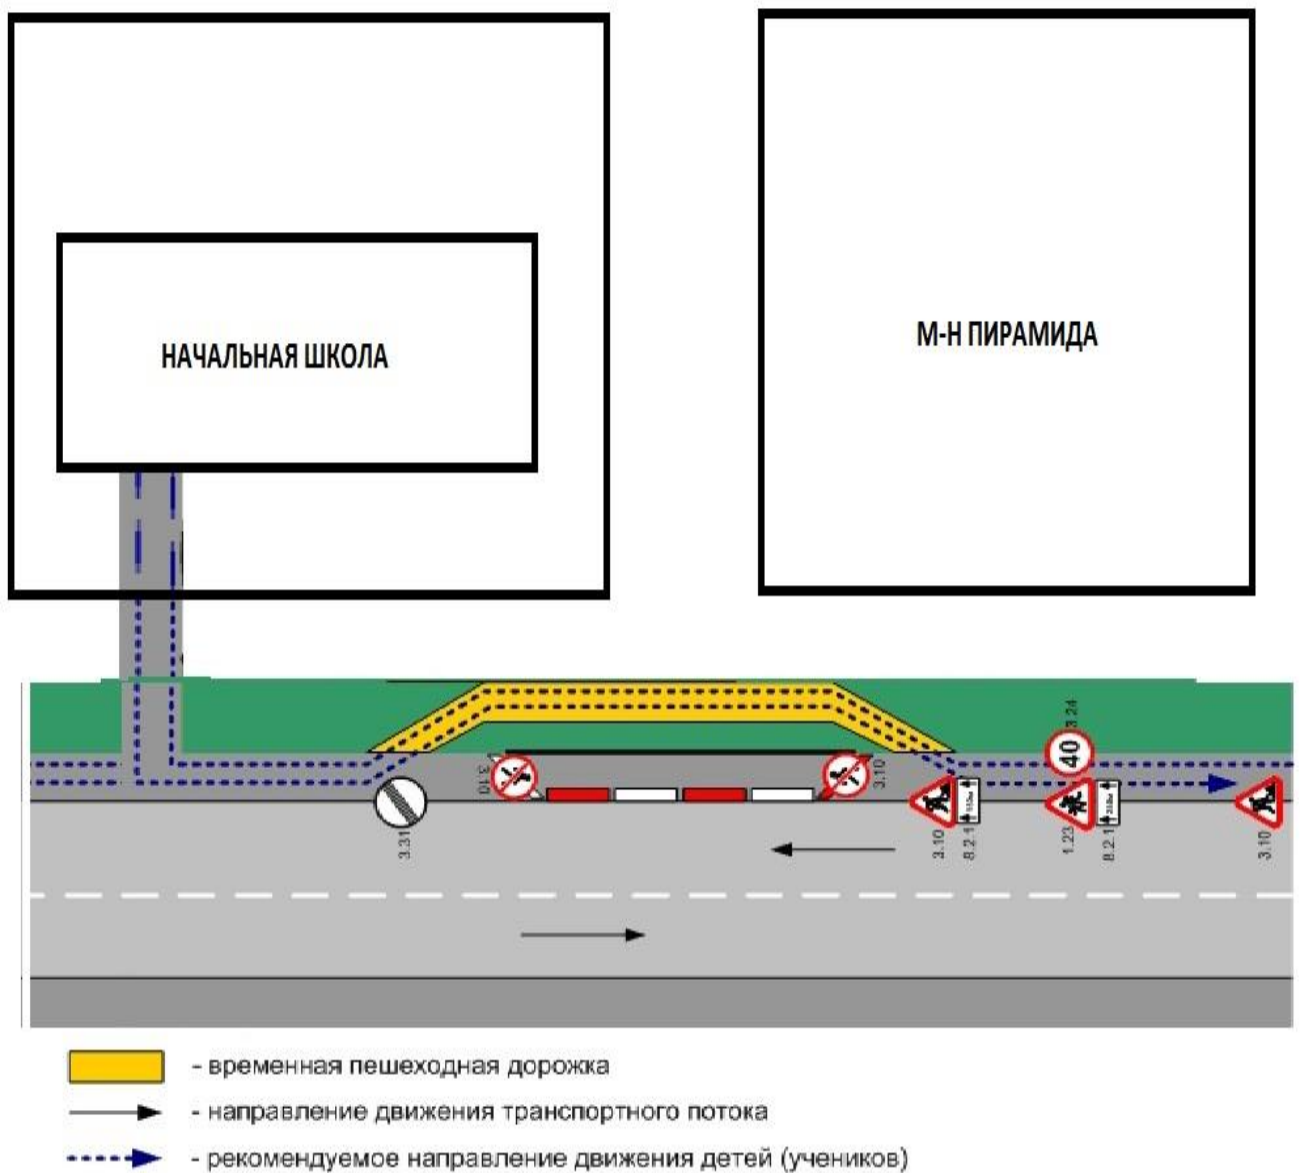 НАЧАЛЬНАЯ ШКОЛА
М-Н ПИРАМИДА
3.24
40
3.10
3.10
3.31
3.10
8.2.1
1.23
8.2.1
3.10
- временная пешеходная дорожка
- направление движения транспортного потока
- рекомендуемое направление движения детей (учеников)